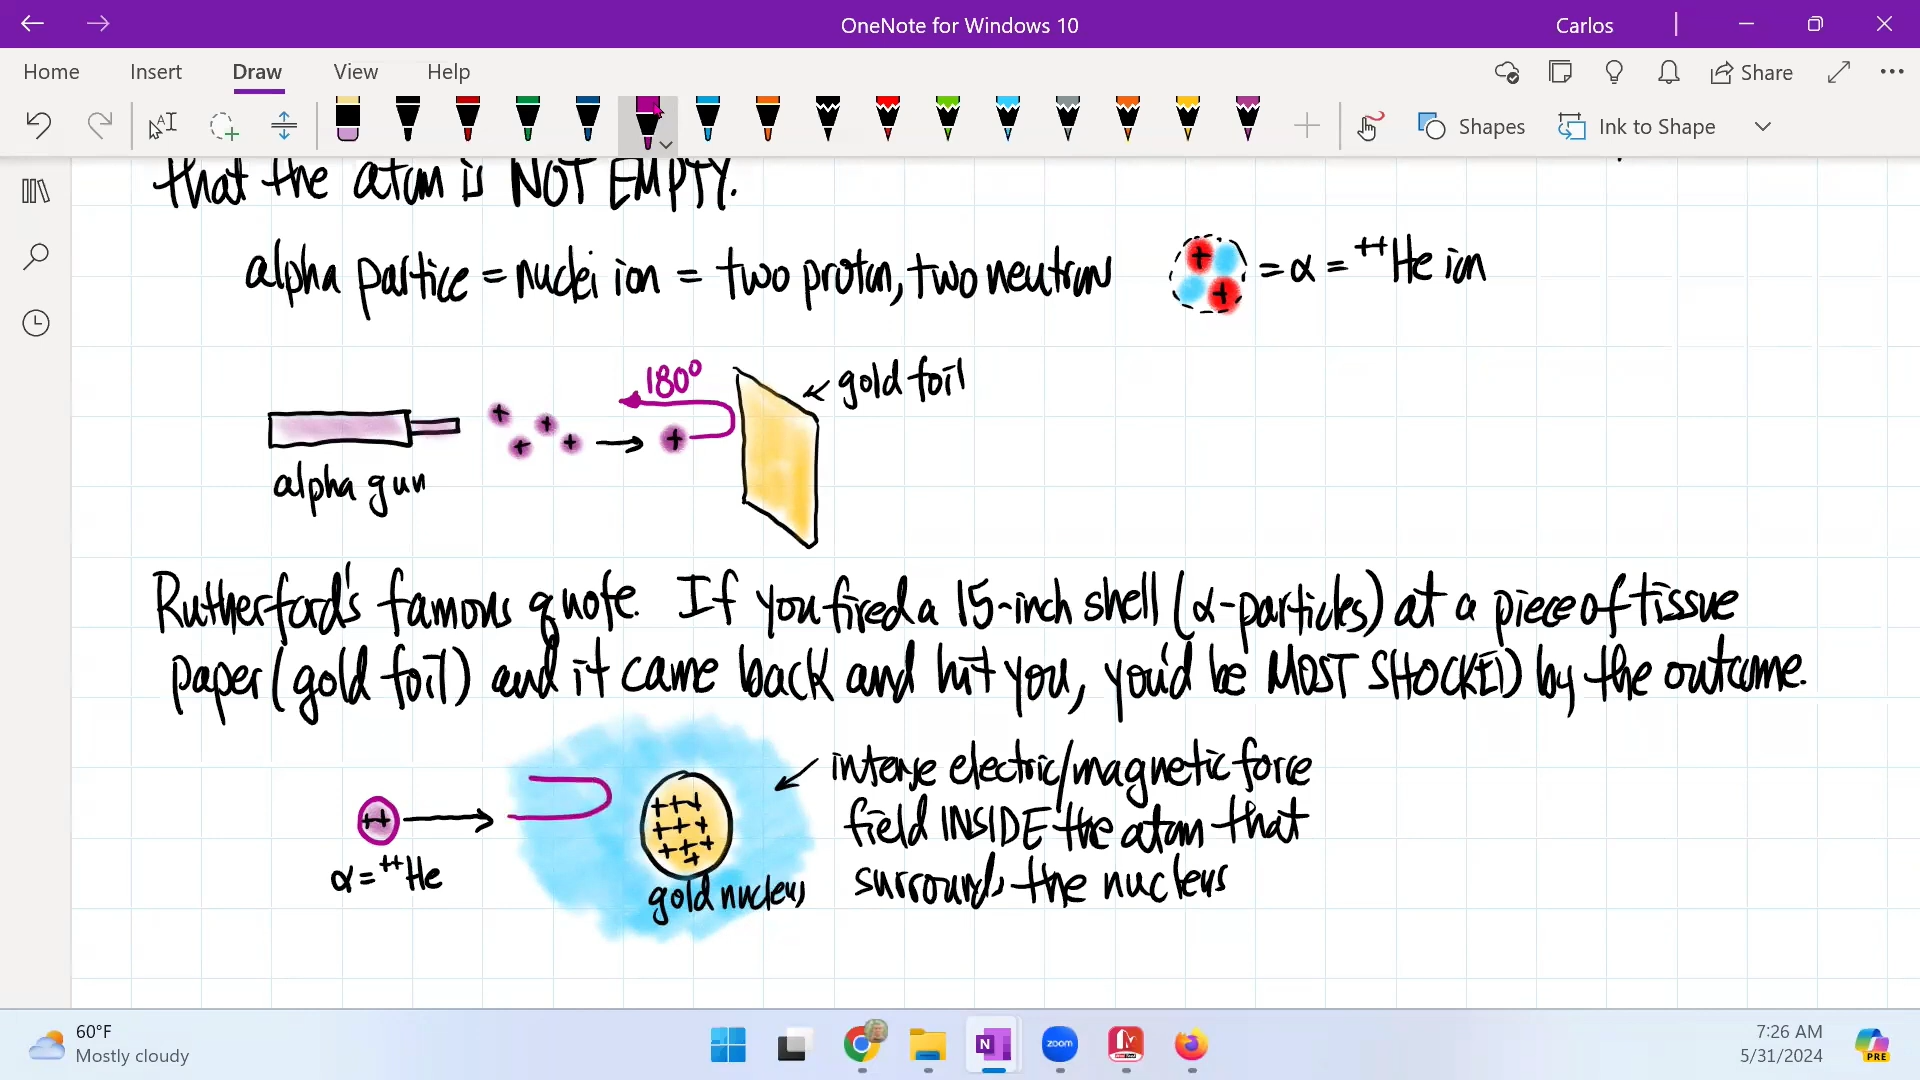 OneNote for Windows 10
Carlos
Home Insert Draw View Help
Share
Shapes Ink to Shape
that the atom is NOT EMPTY.
alpha partice = nuclei ion = two proton, two neutrons
+ + = α = ++He ion
180°
gold foil
+ + + + +
alpha gun
Rutherford's famous quote. If you fired a 15-inch shell (α-particles) at a piece of tissue
paper (gold foil) and it came back and hit you, you'd be MOST SHOCKED by the outcome.
intense electric/magnetic force
field INSIDE the atom that
surrounds the nucleus
++
α = ++He
+++
+++
+++
+
gold nucleus
60°F
Mostly cloudy
zoom
7:26 AM
5/31/2024
PRE